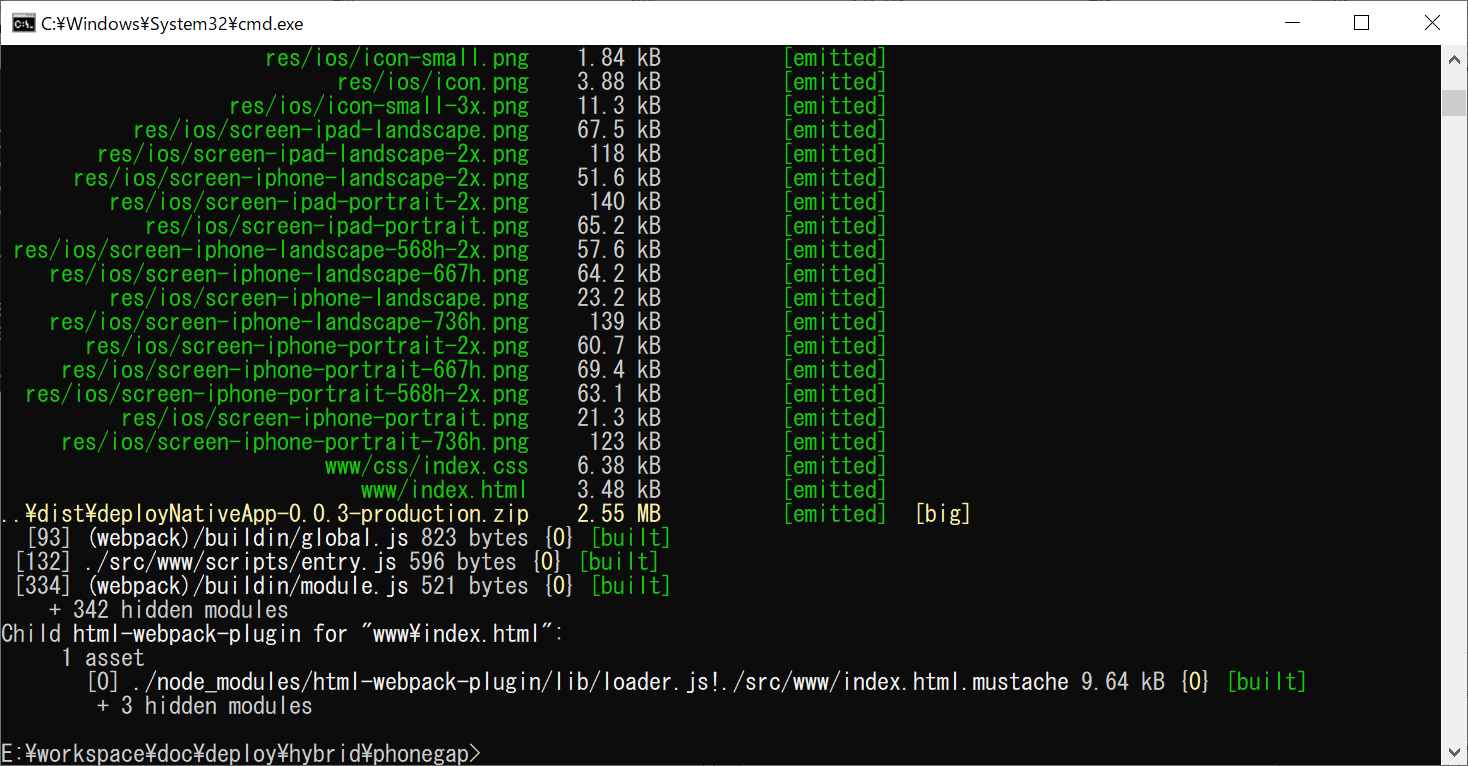 C:¥Windows¥System32¥cmd.exe
res/ios/icon-small.png 1.84 kB [emitted]
res/ios/icon.png 3.88 kB [emitted]
res/ios/icon-small-3x.png 11.3 kB [emitted]
res/ios/screen-ipad-landscape.png 67.5 kB [emitted]
res/ios/screen-ipad-landscape-2x.png 118 kB [emitted]
res/ios/screen-iphone-landscape-2x.png 51.6 kB [emitted]
res/ios/screen-ipad-portrait-2x.png 140 kB [emitted]
res/ios/screen-ipad-portrait.png 65.2 kB [emitted]
res/ios/screen-iphone-landscape-568h-2x.png 57.6 kB [emitted]
res/ios/screen-iphone-landscape-667h.png 64.2 kB [emitted]
res/ios/screen-iphone-landscape.png 23.2 kB [emitted]
res/ios/screen-iphone-landscape-736h.png 139 kB [emitted]
res/ios/screen-iphone-portrait-2x.png 60.7 kB [emitted]
res/ios/screen-iphone-portrait-667h.png 69.4 kB [emitted]
res/ios/screen-iphone-portrait-568h-2x.png 63.1 kB [emitted]
res/ios/screen-iphone-portrait.png 21.3 kB [emitted]
res/ios/screen-iphone-portrait-736h.png 123 kB [emitted]
www/css/index.css 6.38 kB [emitted]
www/index.html 3.48 kB [emitted]
..¥dist¥deployNativeApp-0.0.3-production.zip 2.55 MB [emitted] [big]
[93] (webpack)/buildin/global.js 823 bytes {0} [built]
[132] ./src/www/scripts/entry.js 596 bytes {0} [built]
[334] (webpack)/buildin/module.js 521 bytes {0} [built]
+ 342 hidden modules
Child html-webpack-plugin for "www¥index.html":
1 asset
[0] ./node_modules/html-webpack-plugin/lib/loader.js!./src/www/index.html.mustache 9.64 kB {0} [built]
+ 3 hidden modules
E:¥workspace¥doc¥deploy¥hybrid¥phonegap>